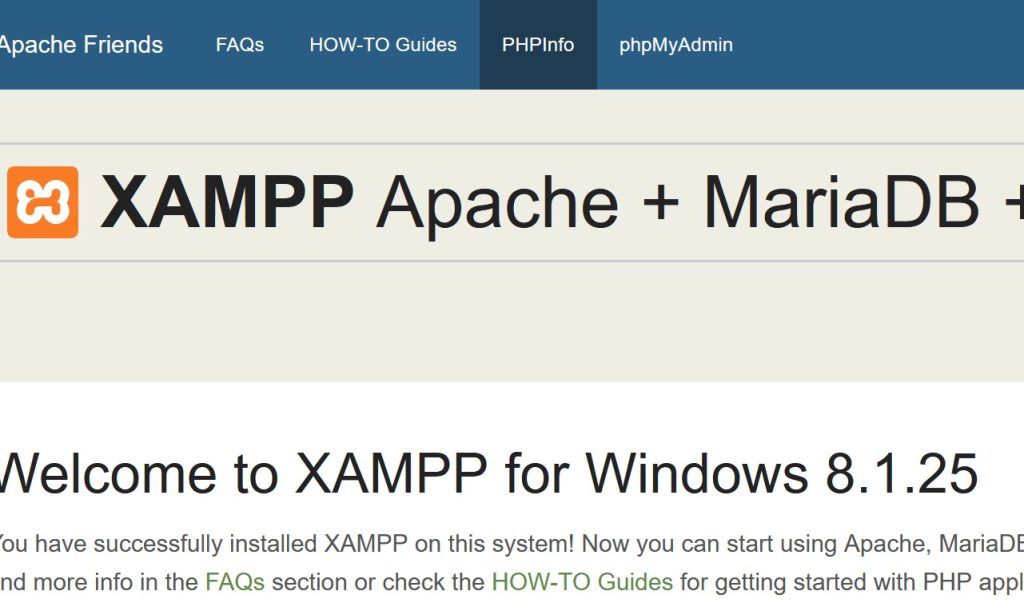 Apache Friends FAQs HOW-TO Guides PHPInfo phpMyAdmin
XAMPP Apache + MariaDB +
Welcome to XAMPP for Windows 8.1.25
You have successfully installed XAMPP on this system! Now you can start using Apache, MariaDB
nd more info in the FAQs section or check the HOW-TO Guides for getting started with PHP appl